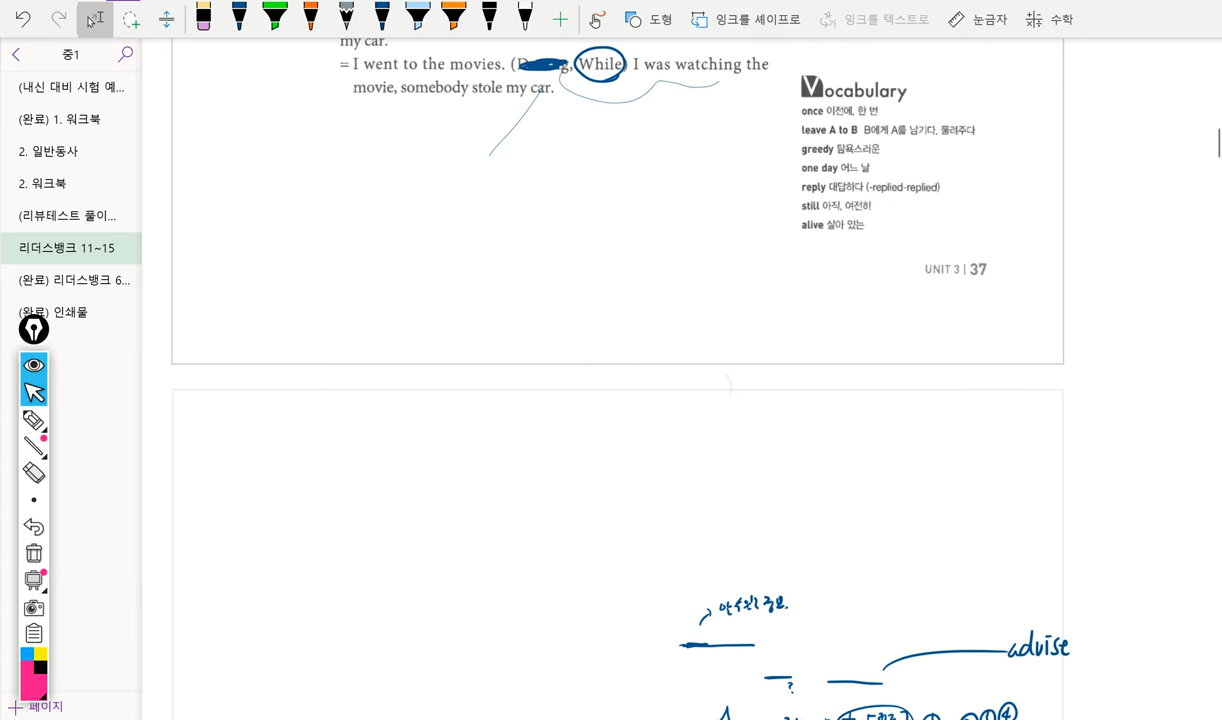 도형
잉크를 셰이프로
잉크를 텍스트로
눈금자
수학
중1
(내신 대비 시험 예...
(완료) 1. 워크북
2. 일반동사
2. 워크북
(리뷰테스트 풀이...
리더스뱅크 11~15
(완료) 리더스뱅크 6...
(완료) 인쇄물
페이지
my car.
= I went to the movies. ( , While) I was watching the
movie, somebody stole my car.
Vocabulary
once 이전에, 한 번
leave A to B B에게 A를 남기다, 물려주다
greedy 탐욕스러운
one day 어느 날
reply 대답하다 (-replied-replied)
still 아직, 여전히
alive 살아 있는
UNIT 3 | 37
advise
?